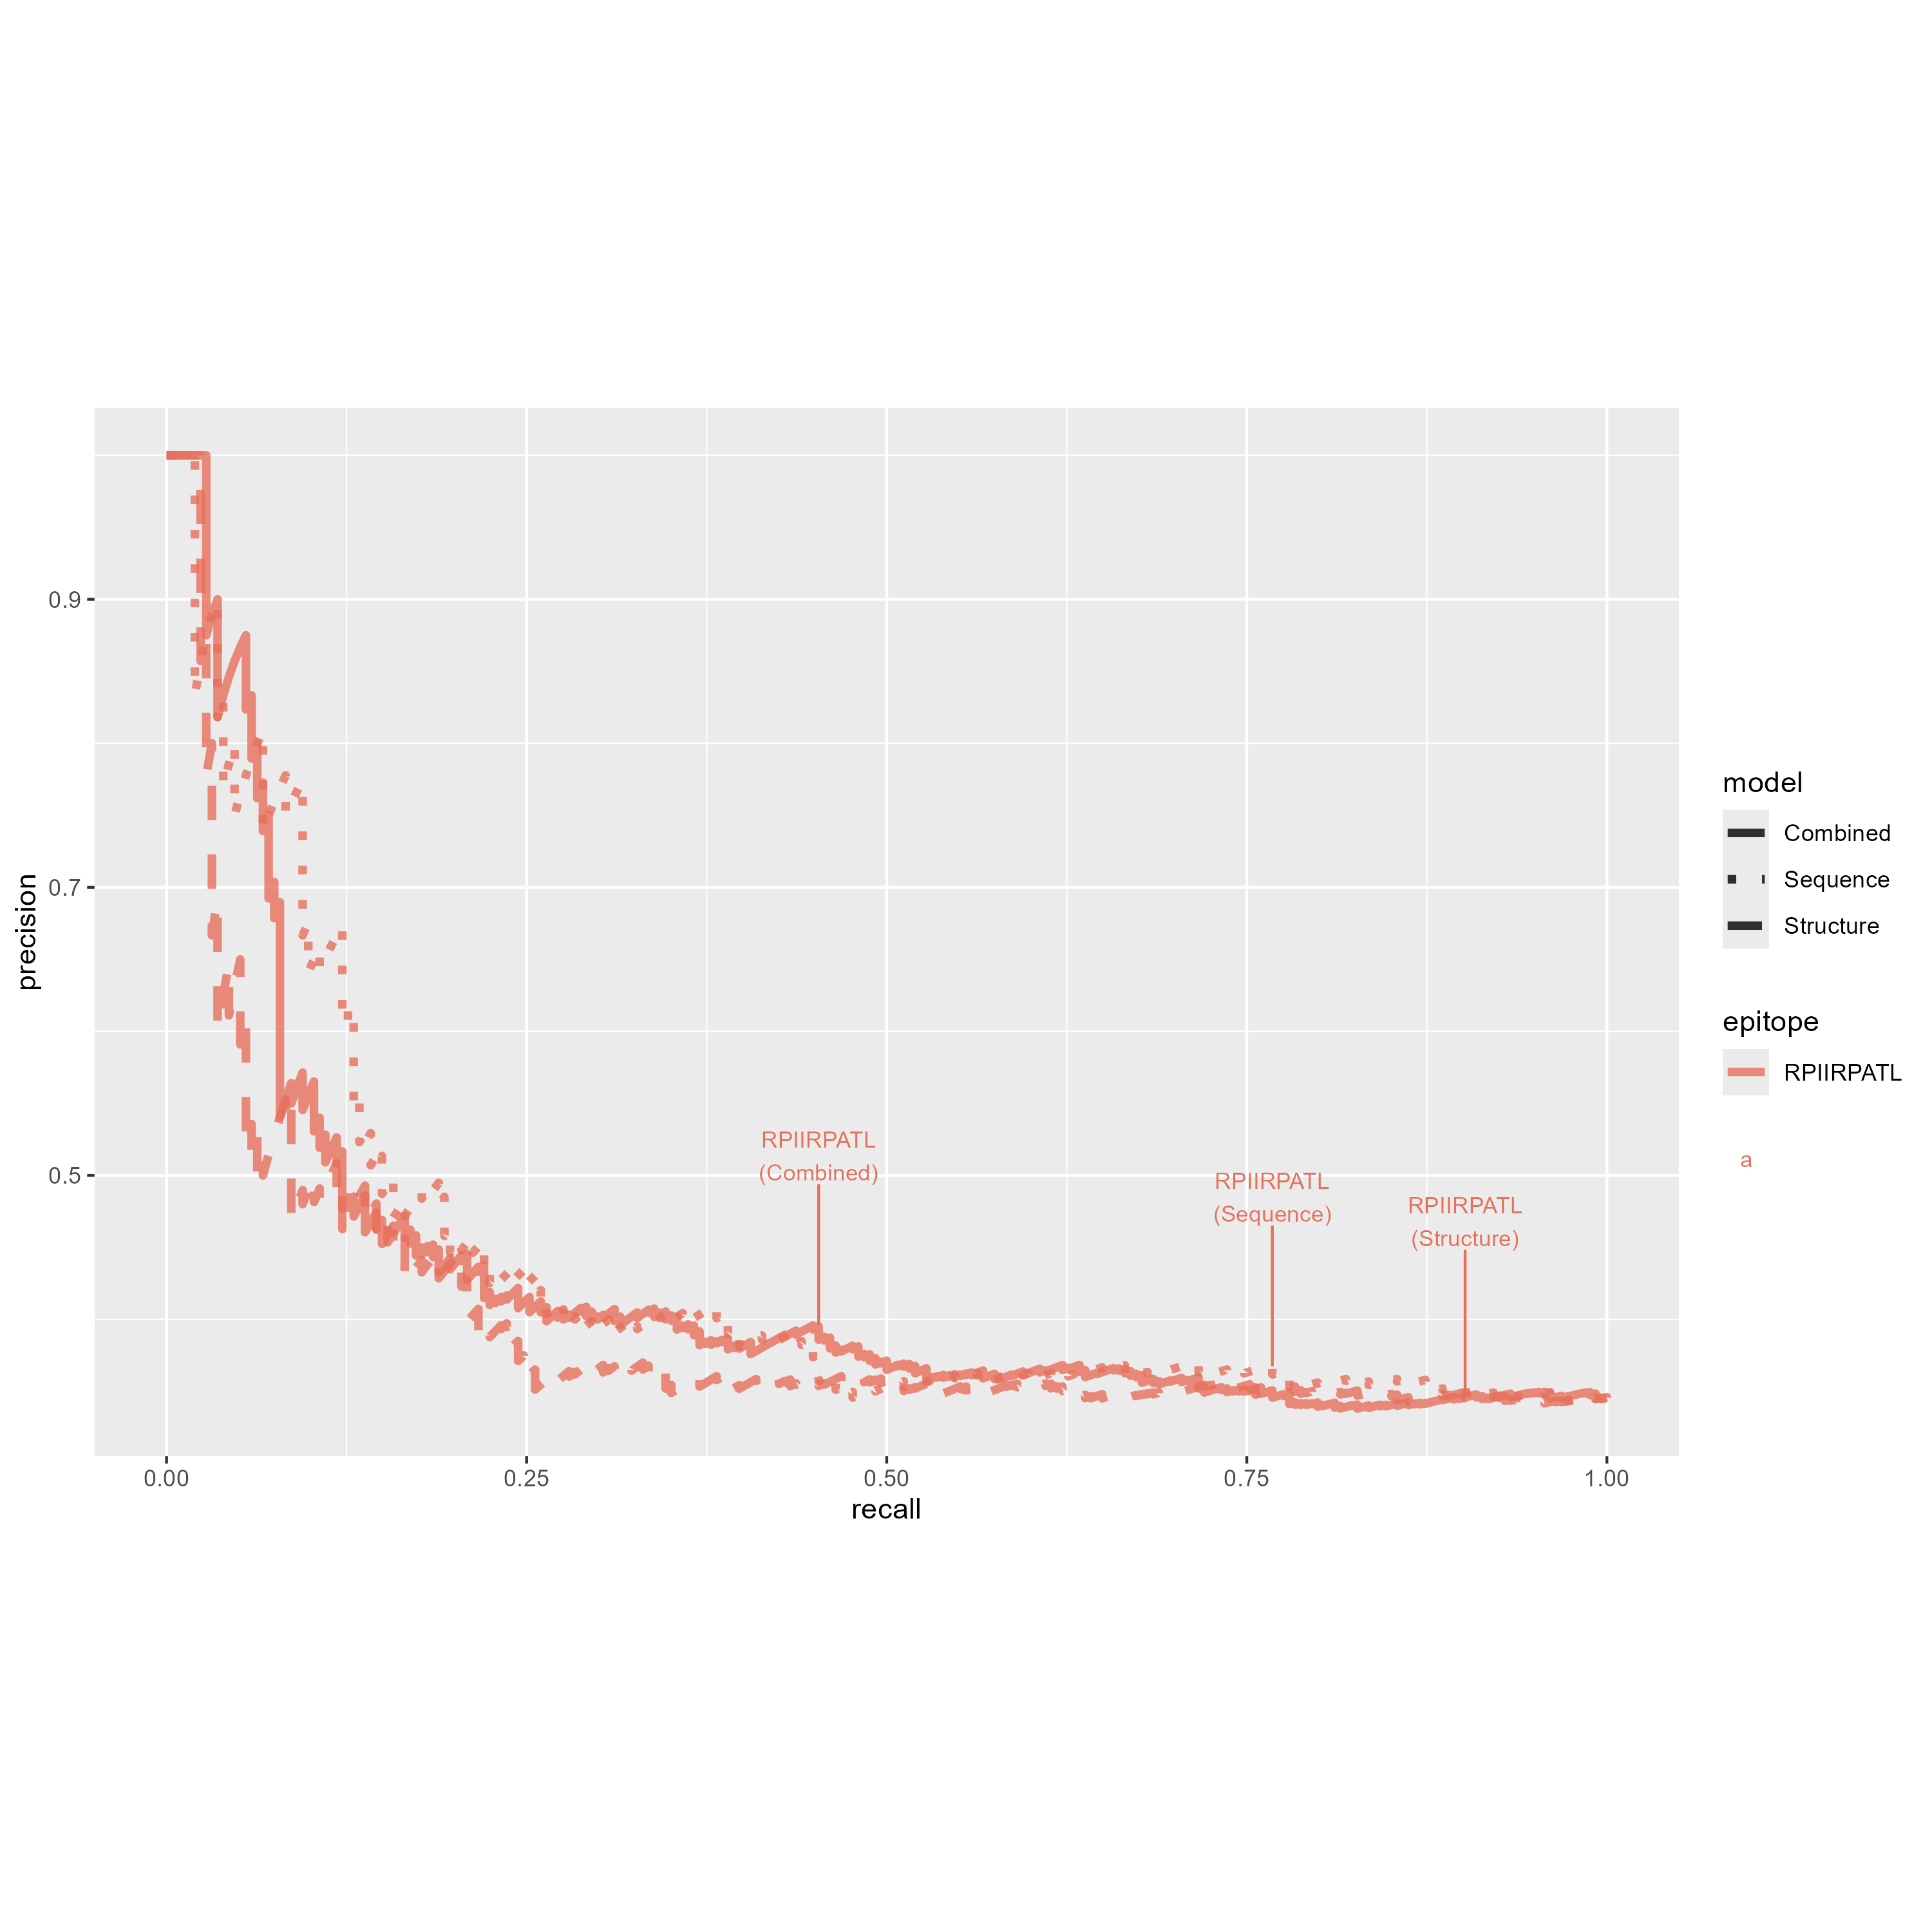 precision
0.9
0.7
0.5
RPIIRPATL
(Combined)
RPIIRPATL
(Sequence)
RPIIRPATL
(Structure)
0.00
0.25
0.50
0.75
1.00
recall
model
Combined
Sequence
Structure
epitope
RPIIRPATL
a